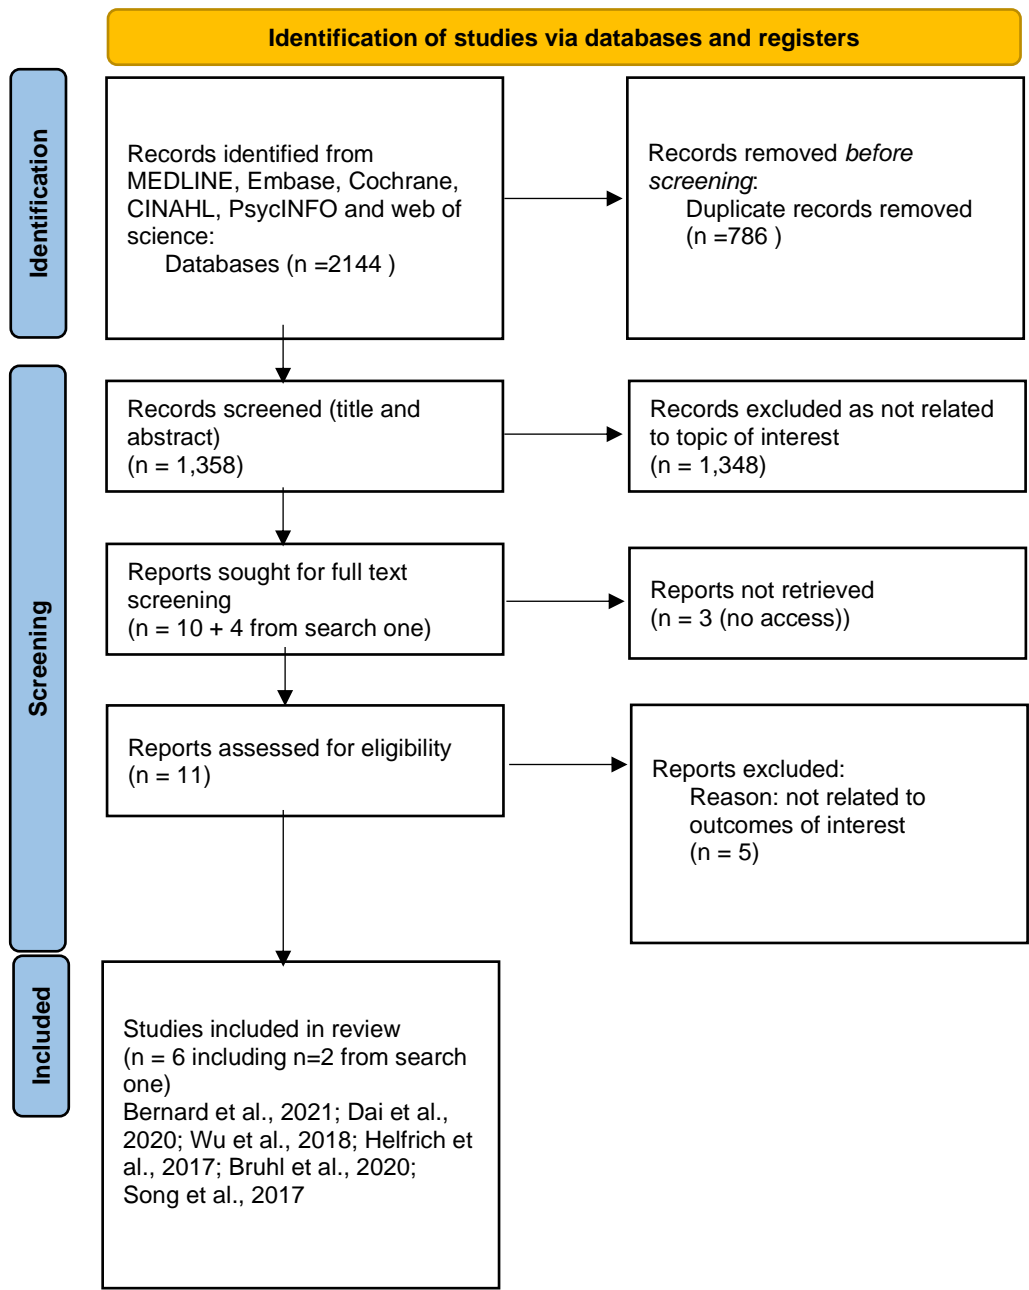 Identification of studies via databases and registers
Identification
Records identified from
MEDLINE, Embase, Cochrane,
CINAHL, PsycINFO and web of
science:
Databases (n =2144 )
Records removed before
screening:
Duplicate records removed
(n =786 )
Screening
Records screened (title and
abstract)
(n = 1,358)
Records excluded as not related
to topic of interest
(n = 1,348)
Reports sought for full text
screening
(n = 10 + 4 from search one)
Reports not retrieved
(n = 3 (no access))
Reports assessed for eligibility
(n = 11)
Reports excluded:
Reason: not related to
outcomes of interest
(n = 5)
Included
Studies included in review
(n = 6 including n=2 from search
one)
Bernard et al., 2021; Dai et al.,
2020; Wu et al., 2018; Helfrich et
al., 2017; Bruhl et al., 2020;
Song et al., 2017